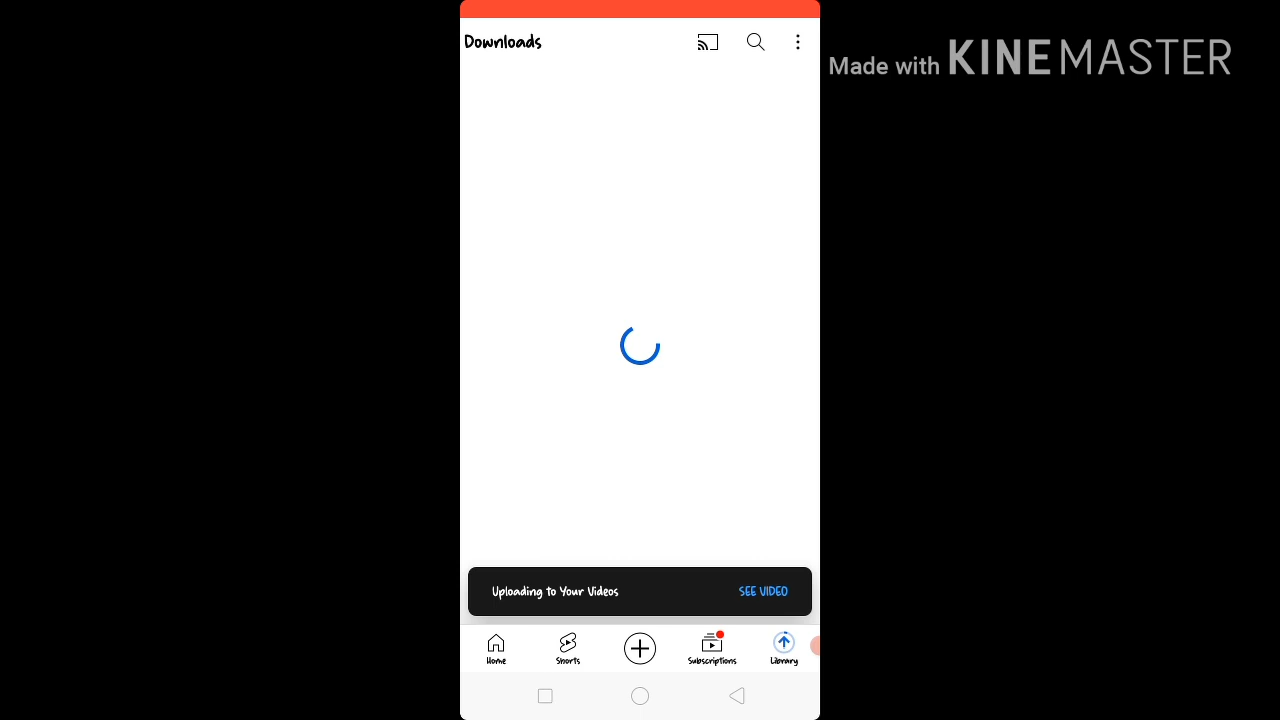 Downloads
Made with KINEMASTER
Uploading to Your Videos
SEE VIDEO
Home
Shorts
Subscriptions
Library